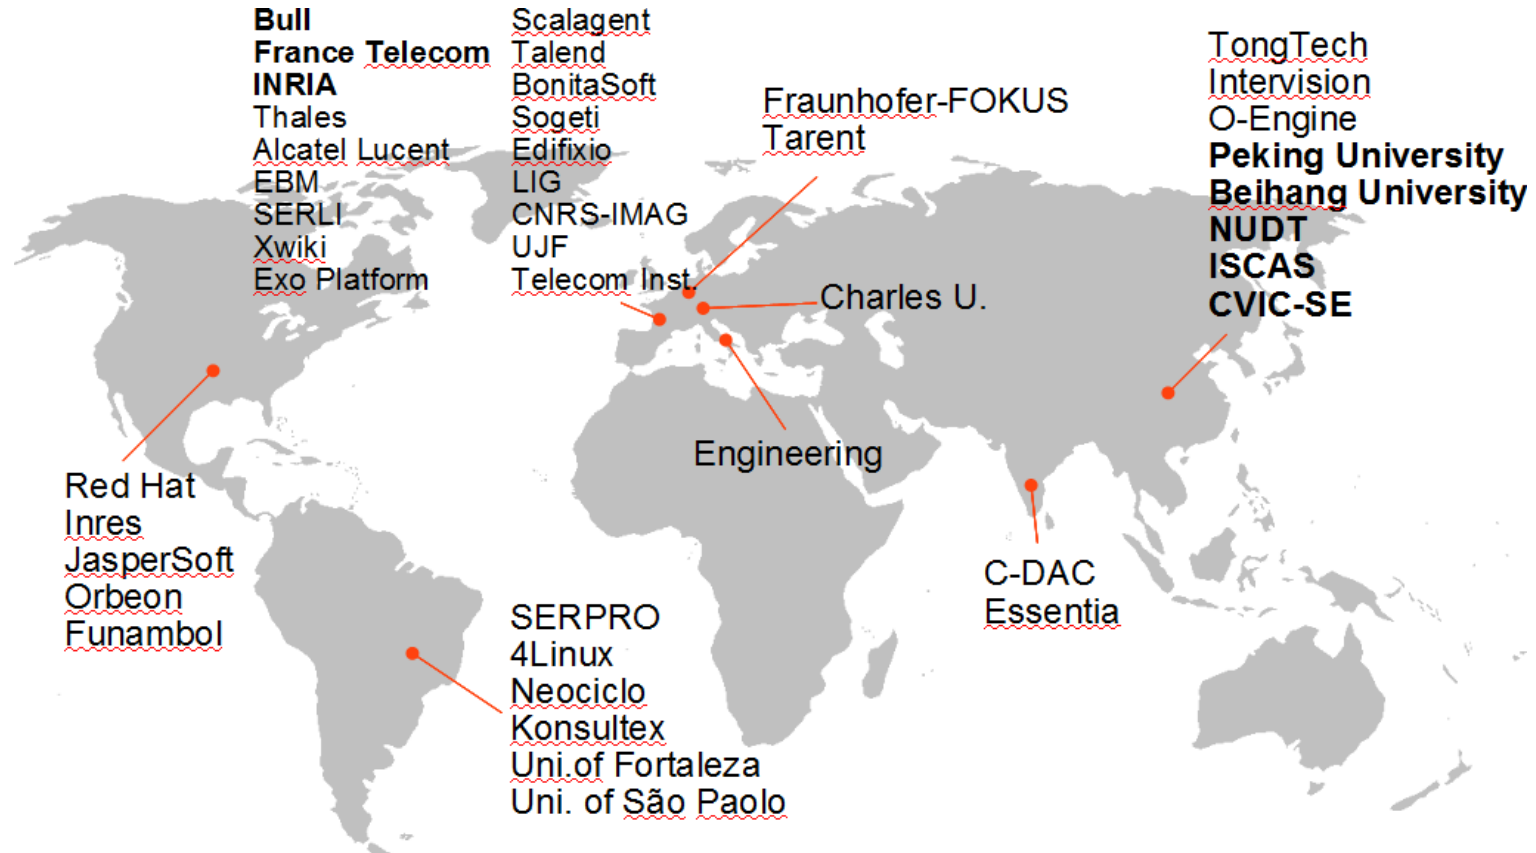 Bull
France Telecom
INRIA
Thales
Alcatel Lucent
EBM
SERLI
Xwiki
Exo Platform
Scalagent
Talend
BonitaSoft
Sogeti
Edifixio
LIG
CNRS-IMAG
UJF
Telecom Inst.
Fraunhofer-FOKUS
Tarent
TongTech
Intervision
O-Engine
Peking University
Beihang University
NUDT
ISCAS
CVIC-SE
Charles U.
Engineering
Red Hat
Inres
JasperSoft
Orbeon
Funambol
C-DAC
Essentia
SERPRO
4Linux
Neociclo
Konsultex
Uni.of Fortaleza
Uni. of São Paolo